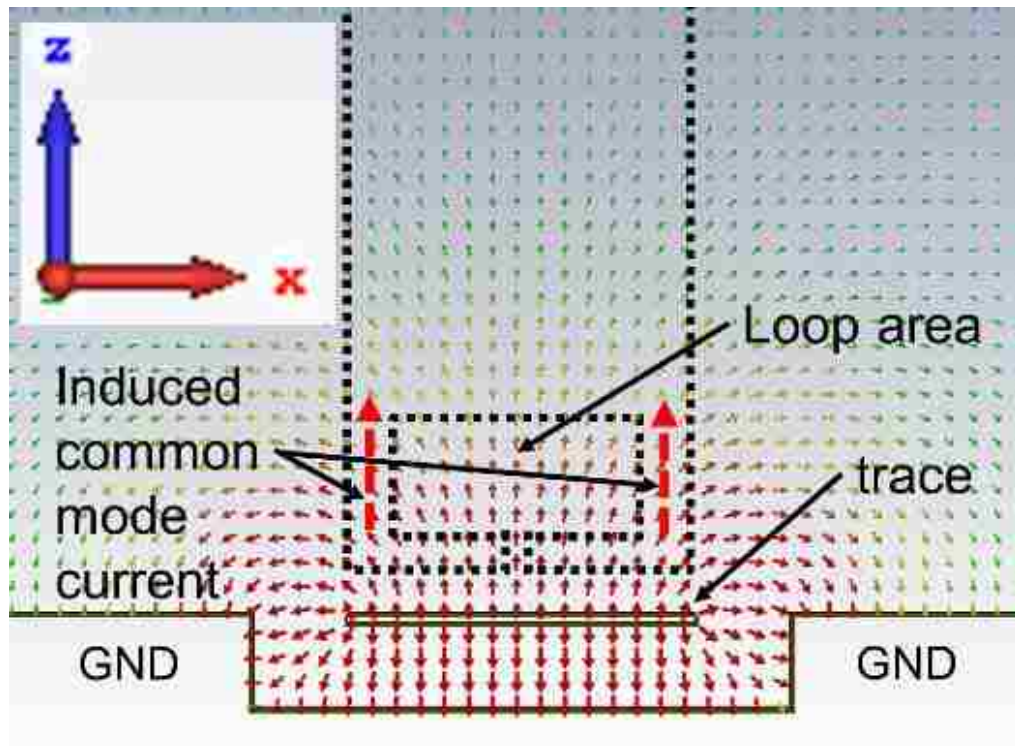 z
x
Loop area
Induced
common
mode
current
trace
GND
GND